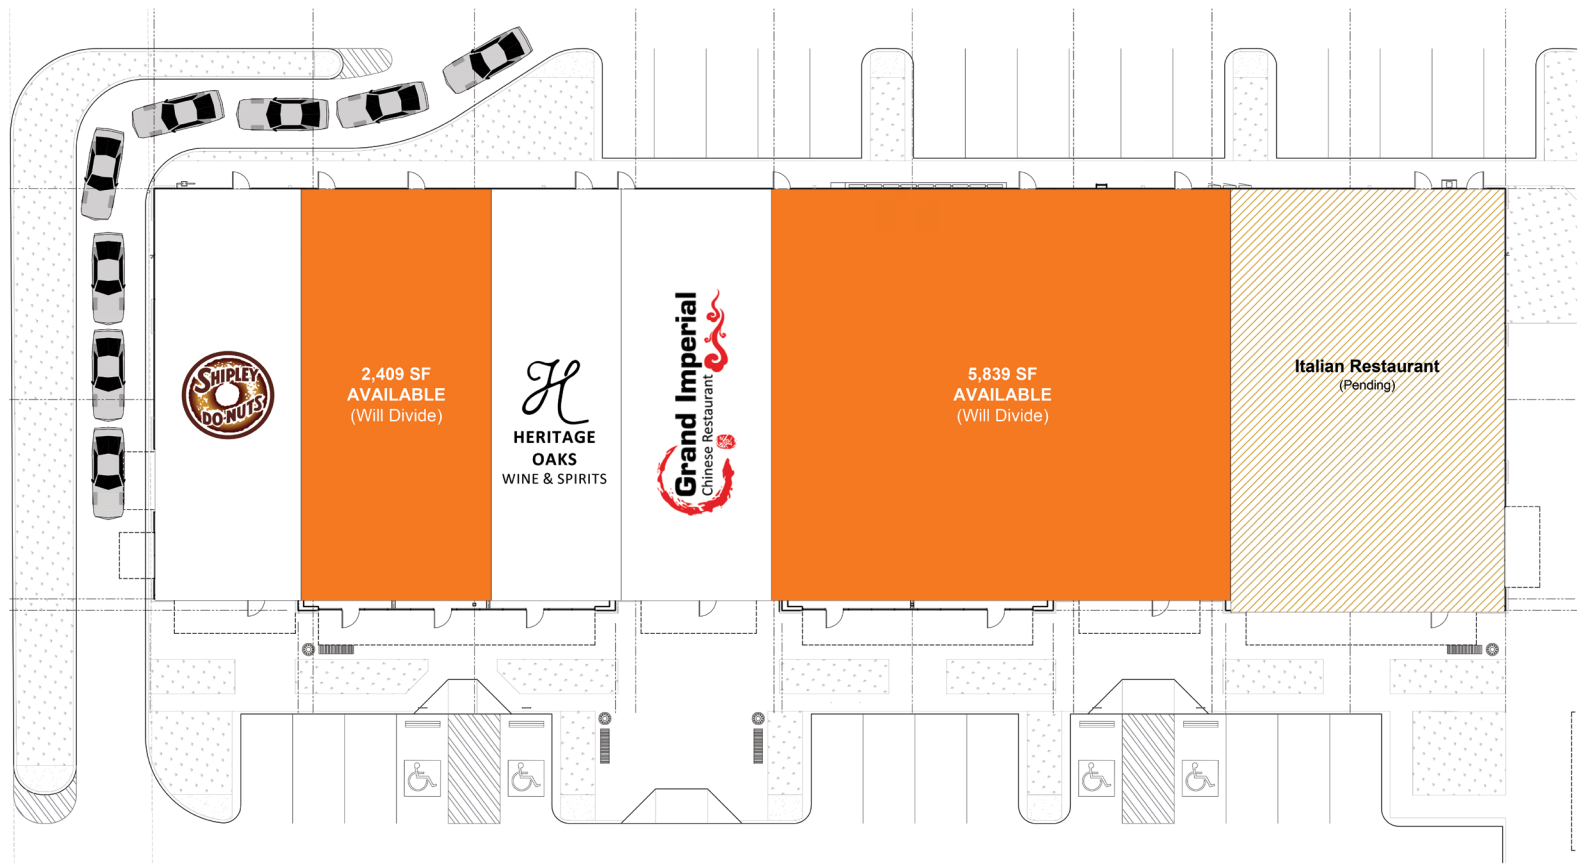 SHIPLEY
DO-NUTS
2,409 SF
AVAILABLE
(Will Divide)
H
HERITAGE
OAKS
WINE & SPIRITS
Grand Imperial
Chinese Restaurant
5,839 SF
AVAILABLE
(Will Divide)
Italian Restaurant
(Pending)